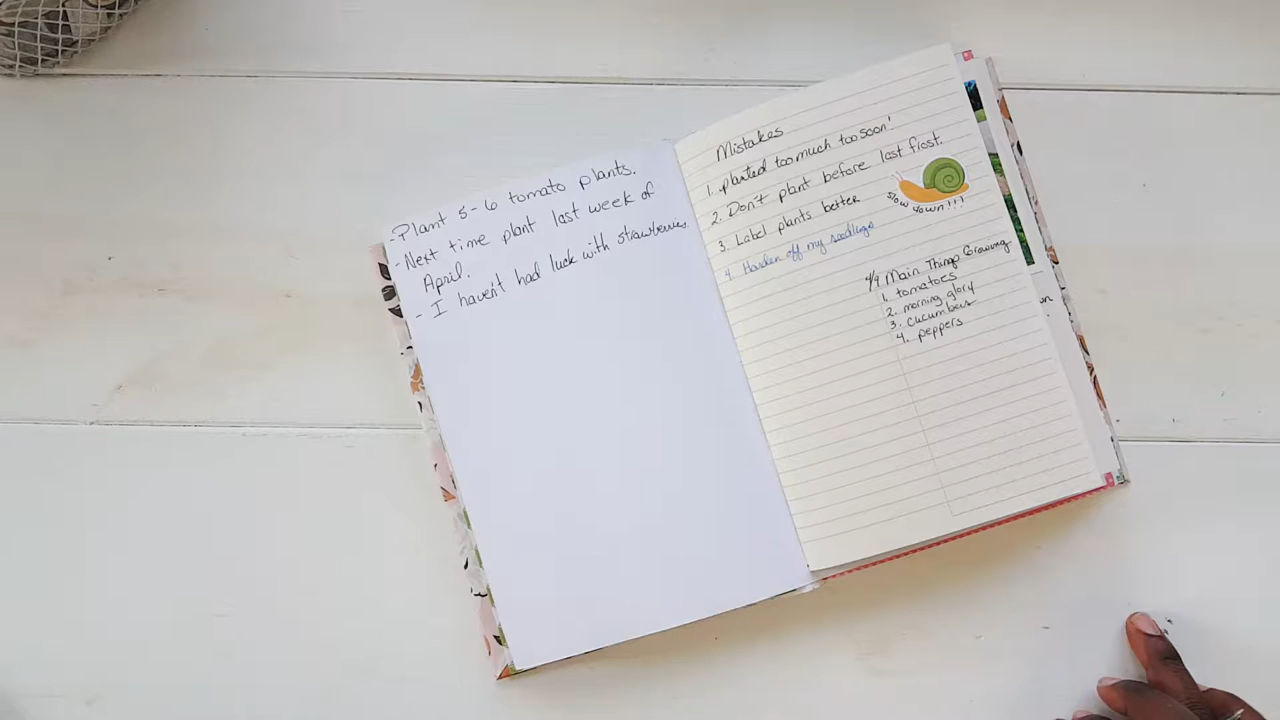 - Plant 5-6 tomato plants.
- Next time plant last week of
April.
- I haven't had luck with strawberries.
Mistakes
1. planted too much too soon!
2. Don't plant before last frost.
3. Label plants better
4. Harden off my seedlings
slow down!!!
4/9 Main Things Growing
1. tomatoes
2. morning glory
3. cucumbers
4. peppers